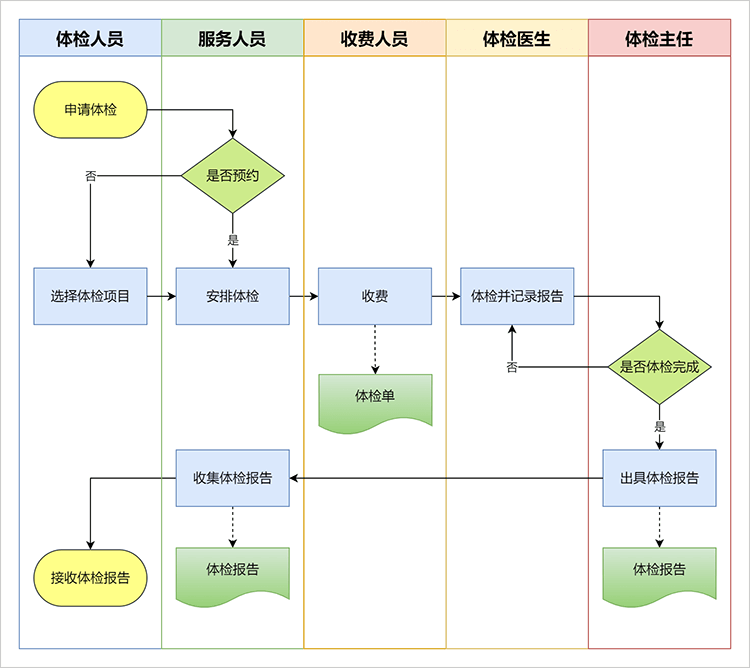 体检人员
服务人员
收费人员
体检医生
体检主任
申请体检
是否预约
否
是
选择体检项目
安排体检
收费
体检并记录报告
是否体检完成
否
体检单
是
收集体检报告
出具体检报告
接收体检报告
体检报告
体检报告